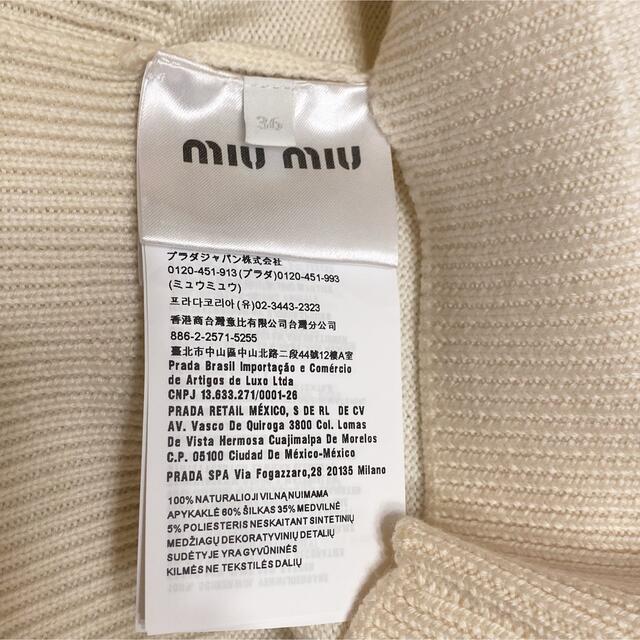 36
miu miu
プラダジャパン株式会社
0120-451-913(プラダ)0120-451-993
(ミュウミュウ)
프라다코리아 (유)02-3443-2323
香港商台灣意比有限公司台灣分公司
886-2-2571-5255
臺北市中山區中山北路二段44號12樓A室
Prada Brasil Importação e Comércio
de Artigos de Luxo Ltda
CNPJ 13.633.271/0001-26
PRADA RETAIL MÉXICO, S DE RL DE CV
AV. Vasco De Quiroga 3800 Col. Lomas
De Vista Hermosa Cuajimalpa De Morelos
C.P. 05100 Ciudad De México-México
PRADA SPA Via Fogazzaro,28 20135 Milano
100% NATURALIOJI VILNĄNUIMAMA
APYKAKLĖ 60% ŠILKAS 35% MEDVILNĖ
5% POLIESTERIS NESKAITANT SINTETINIŲ
MEDŽIAGŲ DEKORATYVINIŲ DETALIŲ
SUDĖTYJE YRA GYVŪNINĖS
KILMĖS NE TEKSTILĖS DALIŲ